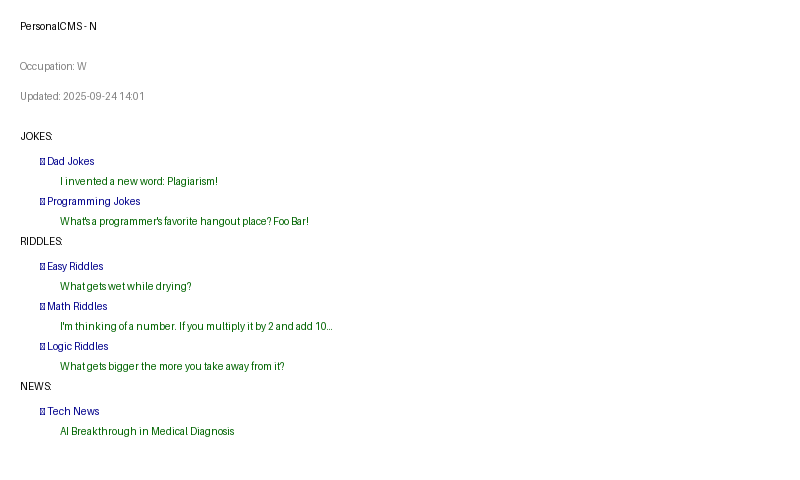 PersonalCMS - N
Occupation: W
Updated: 2025-09-24 14:01
JOKES:
Dad Jokes
I invented a new word: Plagiarism!
Programming Jokes
What's a programmer's favorite hangout place? Foo Bar!
RIDDLES:
Easy Riddles
What gets wet while drying?
Math Riddles
I'm thinking of a number. If you multiply it by 2 and add 10...
Logic Riddles
What gets bigger the more you take away from it?
NEWS:
Tech News
AI Breakthrough in Medical Diagnosis